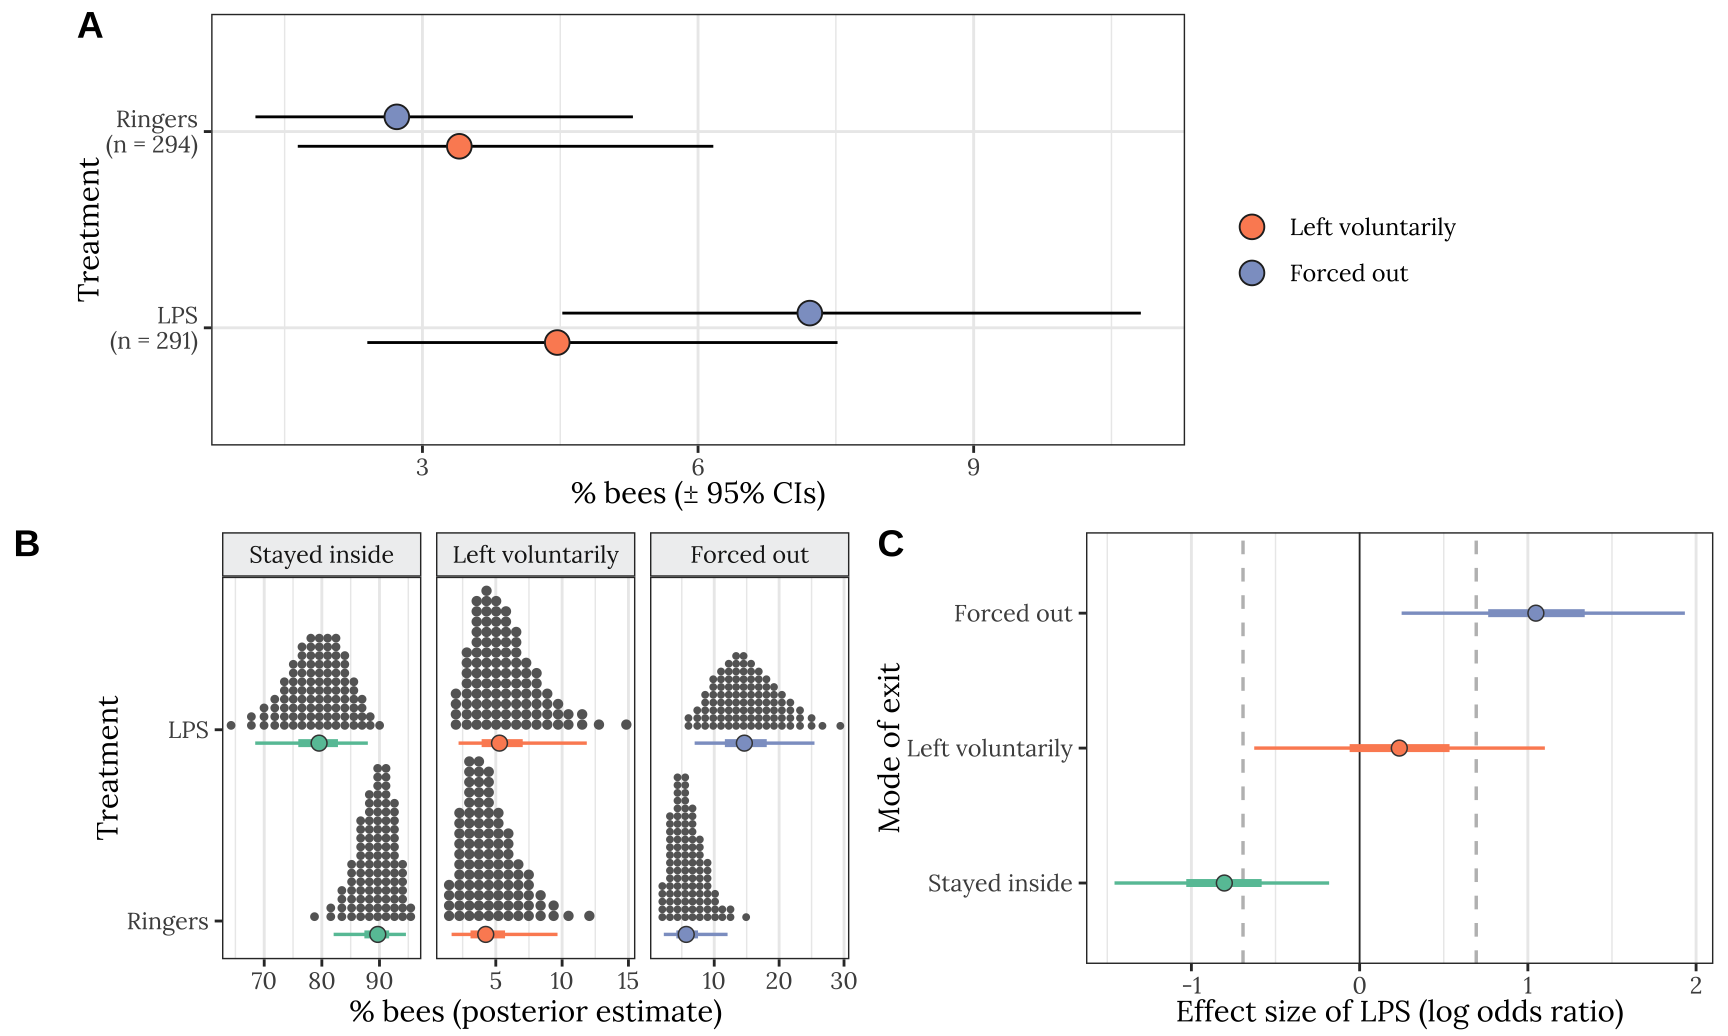 A
Treatment
Ringers
(n = 294)
LPS
(n = 291)
3 6 9
% bees (± 95% CIs)
Left voluntarily
Forced out
B
Stayed inside Left voluntarily Forced out
Treatment
LPS
Ringers
70 80 90 5 10 15 10 20 30
% bees (posterior estimate)
C
Mode of exit
Forced out
Left voluntarily
Stayed inside
-1 0 1 2
Effect size of LPS (log odds ratio)